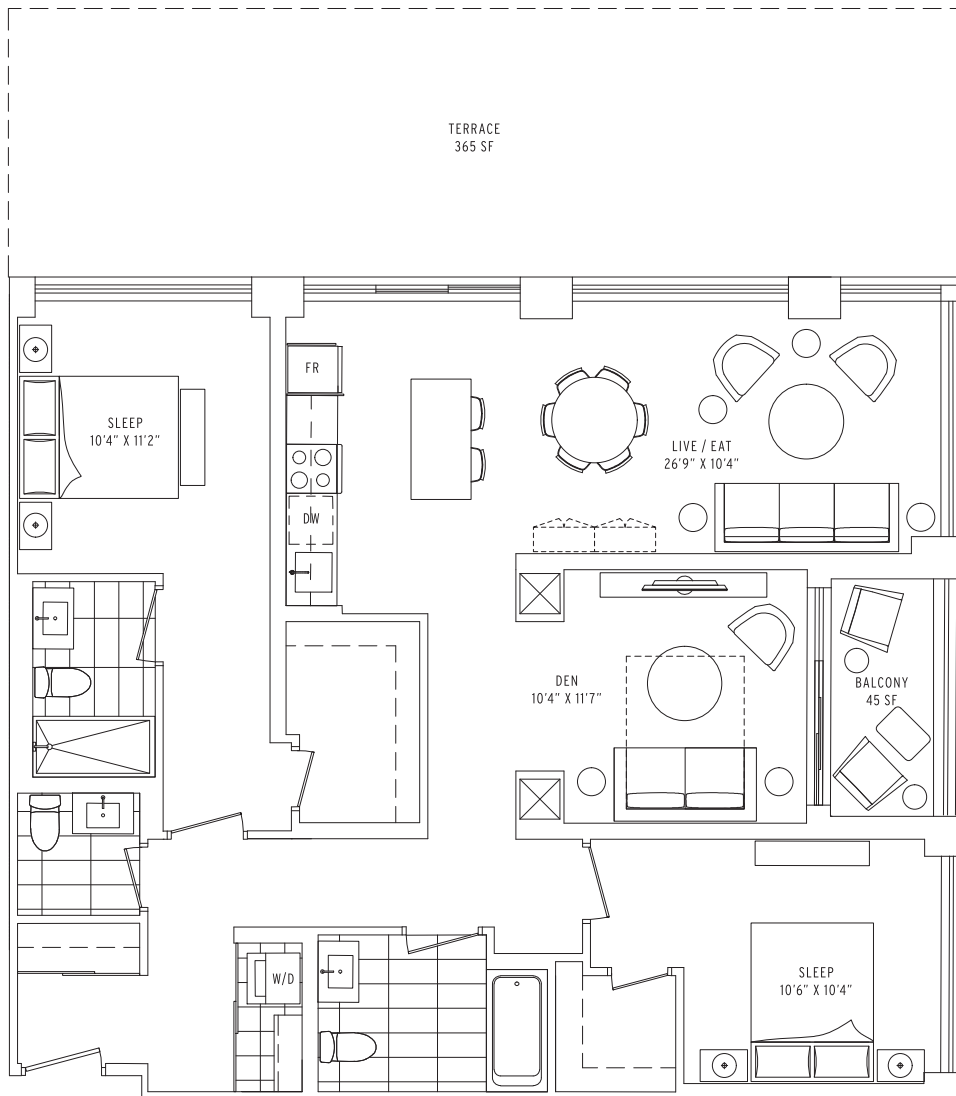 TERRACE
365 SF
FR
SLEEP
10'4" X 11'2"
LIVE / EAT
26'9" X 10'4"
DW
DEN
10'4" X 11'7"
BALCONY
45 SF
W/D
SLEEP
10'6" X 10'4"